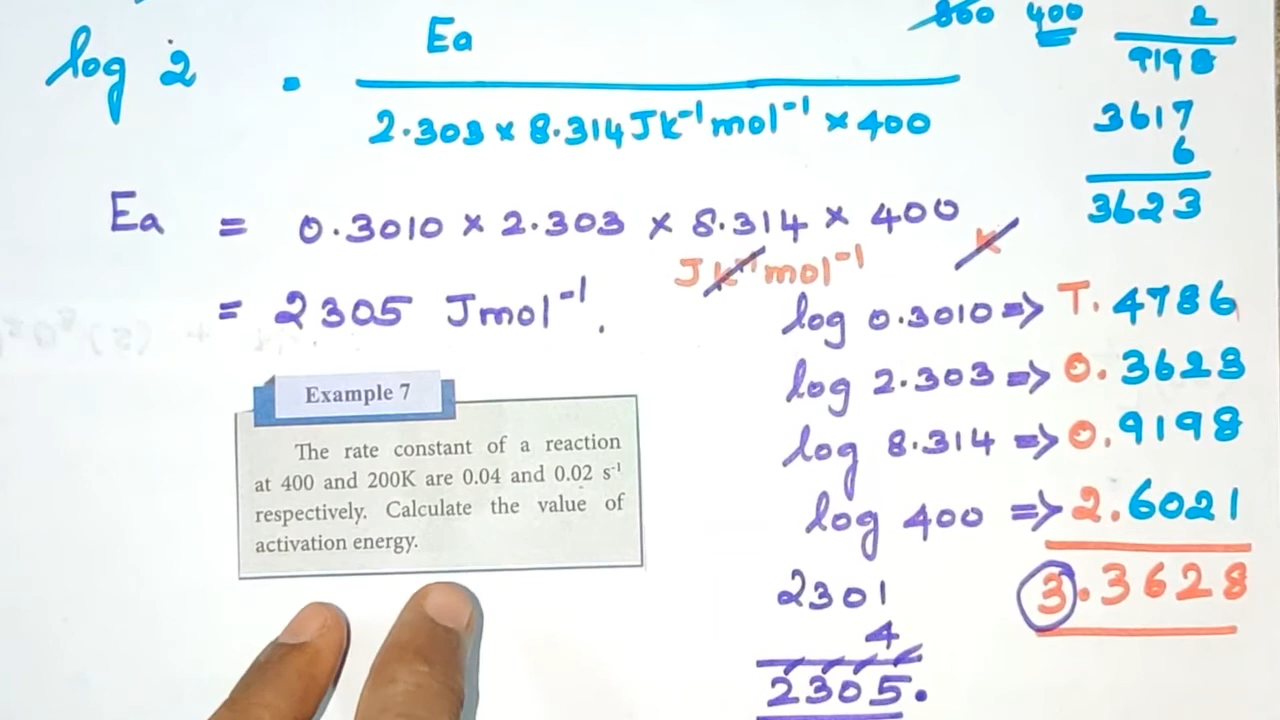 800 400
2
9198
log 2 = Ea
2.303 × 8.314 Jk⁻¹ mol⁻¹ × 400
3617
6
3623
Ea = 0.3010 × 2.303 × 8.314 × 400
Jk⁻¹ mol⁻¹ K
= 2305 Jmol⁻¹.
log 0.3010 => T.4786
log 2.303 => 0.3623
log 8.314 => 0.9198
log 400 => 2.6021
3.3628
2301
4
2305.
Example 7
The rate constant of a reaction
at 400 and 200K are 0.04 and 0.02 s⁻¹
respectively. Calculate the value of
activation energy.